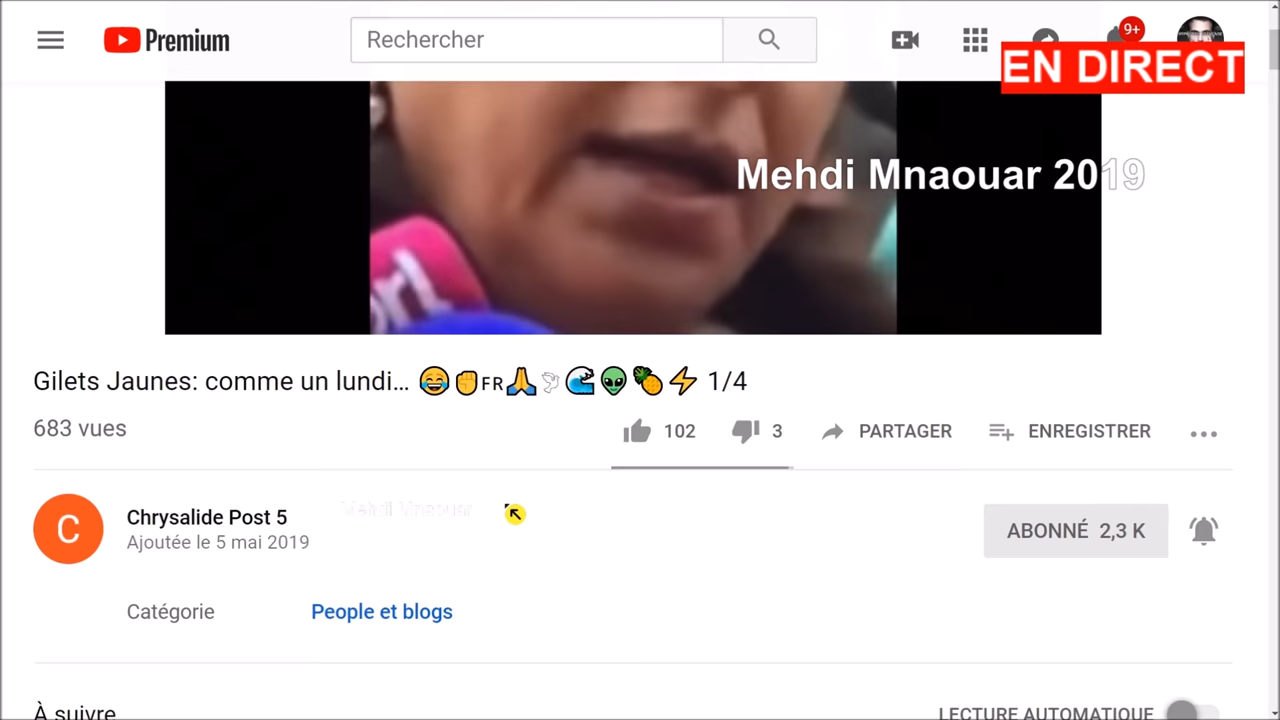 Premium
Rechercher
9+
EN DIRECT
Mehdi Mnaouar 2019
Gilets Jaunes: comme un lundi... 😂✊FR🙏🕊🌊👽🍍⚡ 1/4
683 vues
102
3
PARTAGER
ENREGISTRER
Chrysalide Post 5
Mehdi Mnaouar
Ajoutée le 5 mai 2019
ABONNÉ 2,3 K
Catégorie
People et blogs
À suivre
LECTURE AUTOMATIQUE